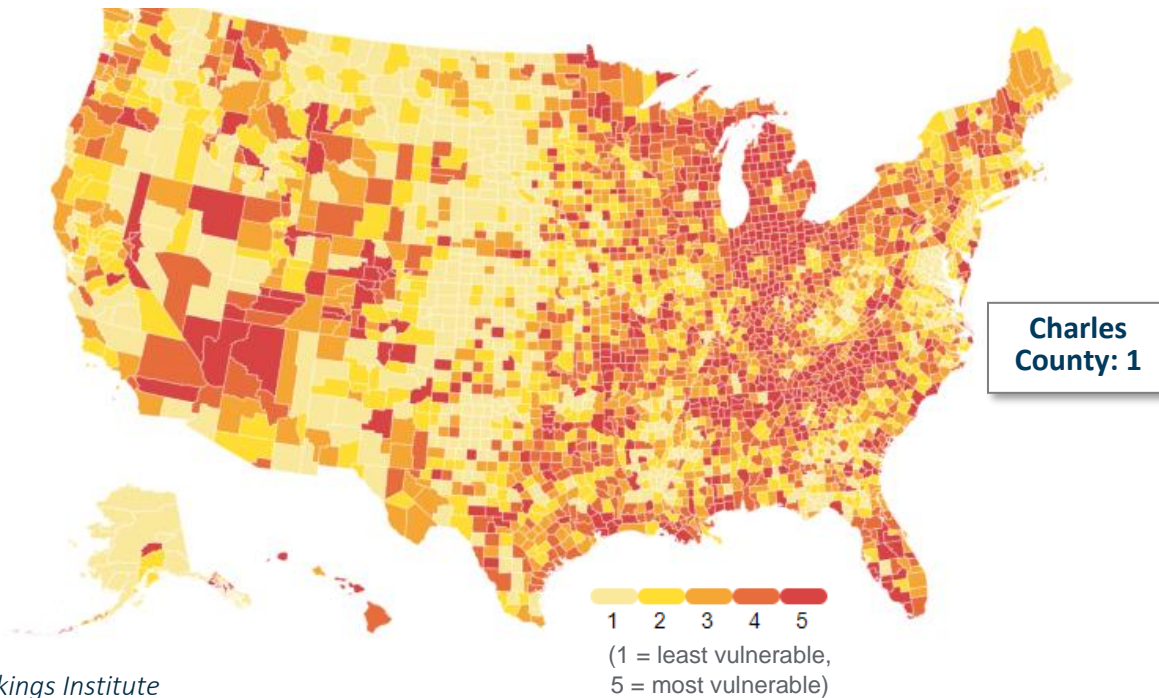 Charles
County: 1
1 2 3 4 5
(1 = least vulnerable,
5 = most vulnerable)
kings Institute